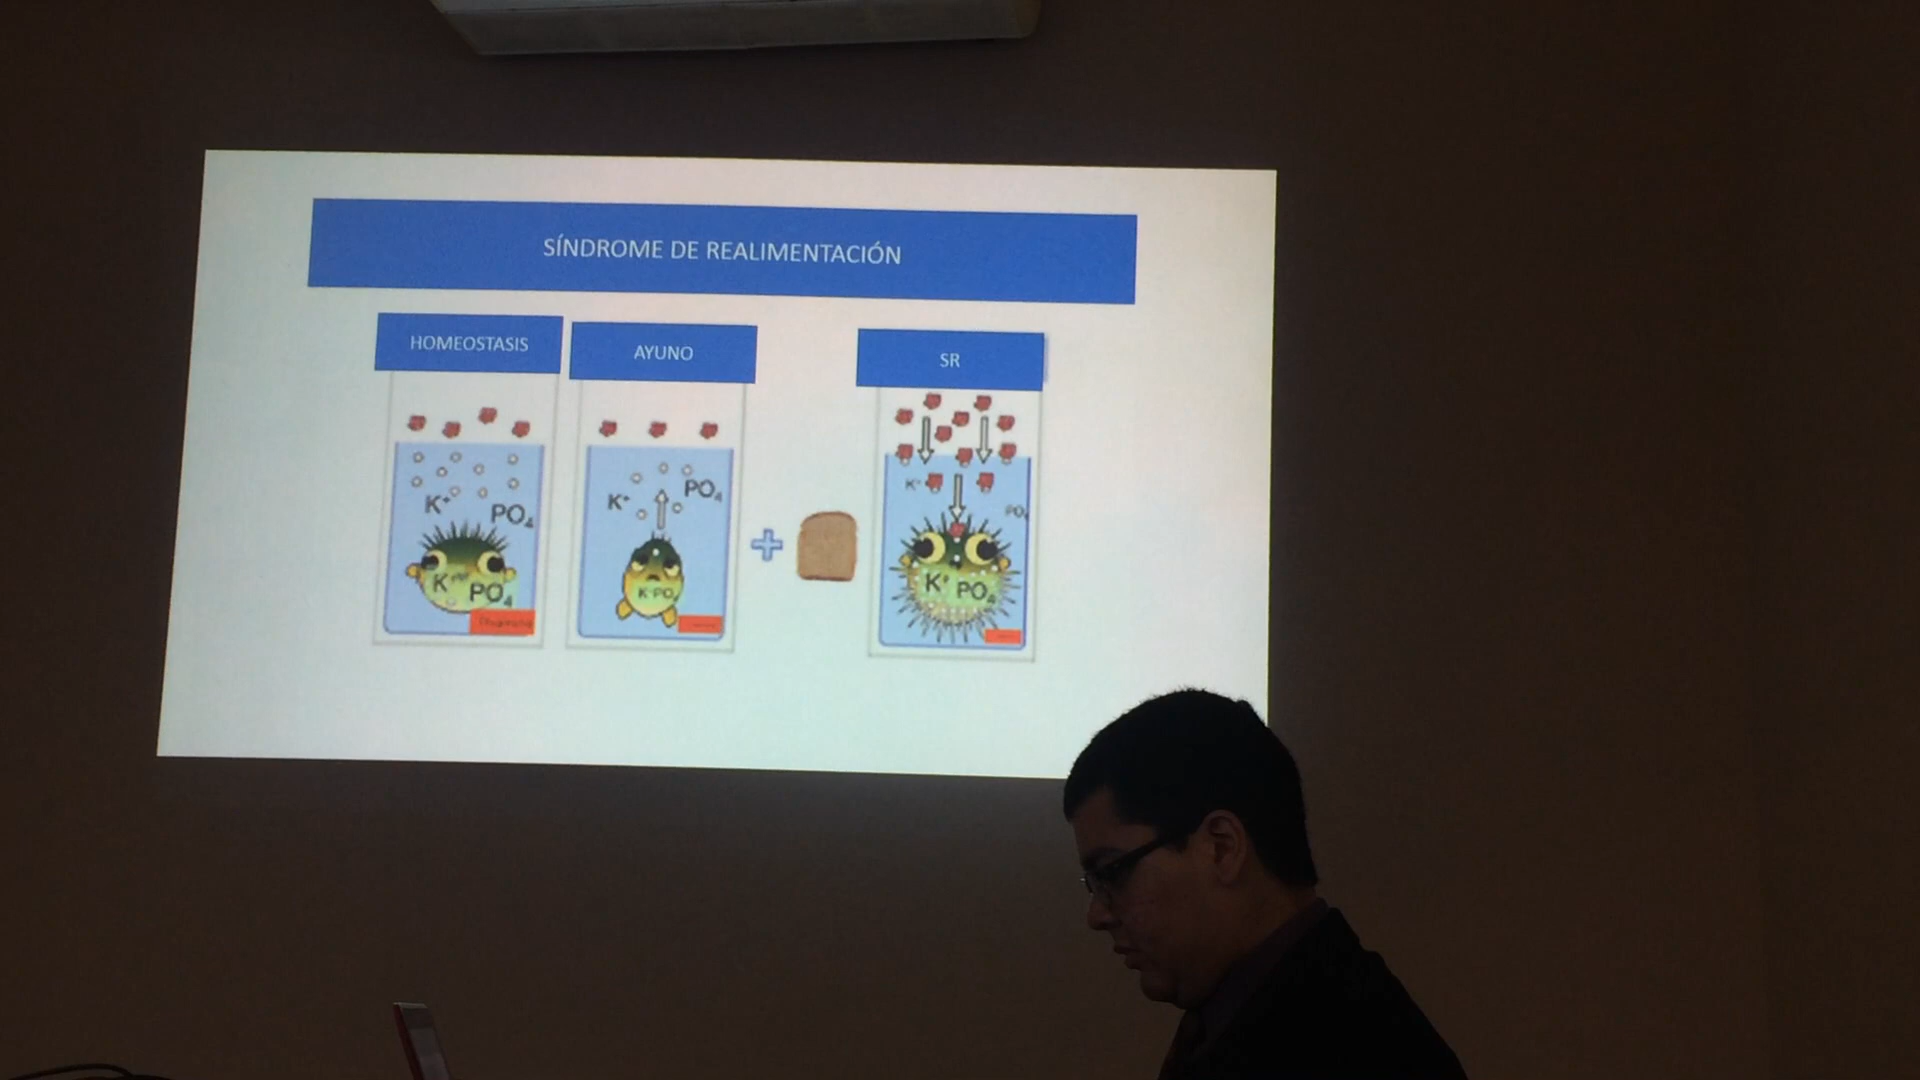 SÍNDROME DE REALIMENTACIÓN
HOMEOSTASIS
AYUNO
SR
K+
PO4
K+
PO4
K+
PO4
K+
PO4
K+
PO4
K+
PO4